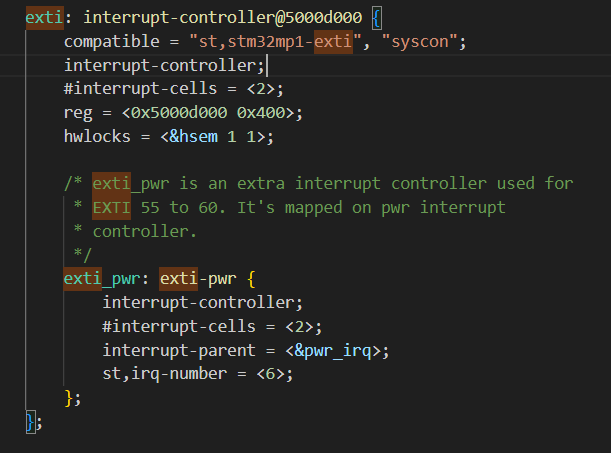 exti: interrupt-controller@5000d000 {
compatible = "st,stm32mp1-exti", "syscon";
interrupt-controller;
#interrupt-cells = <2>;
reg = <0x5000d000 0x400>;
hwlocks = <&hsem 1 1>;
/* exti_pwr is an extra interrupt controller used for
* EXTI 55 to 60. It's mapped on pwr interrupt
* controller.
*/
exti_pwr: exti-pwr {
interrupt-controller;
#interrupt-cells = <2>;
interrupt-parent = <&pwr_irq>;
st,irq-number = <6>;
};
};